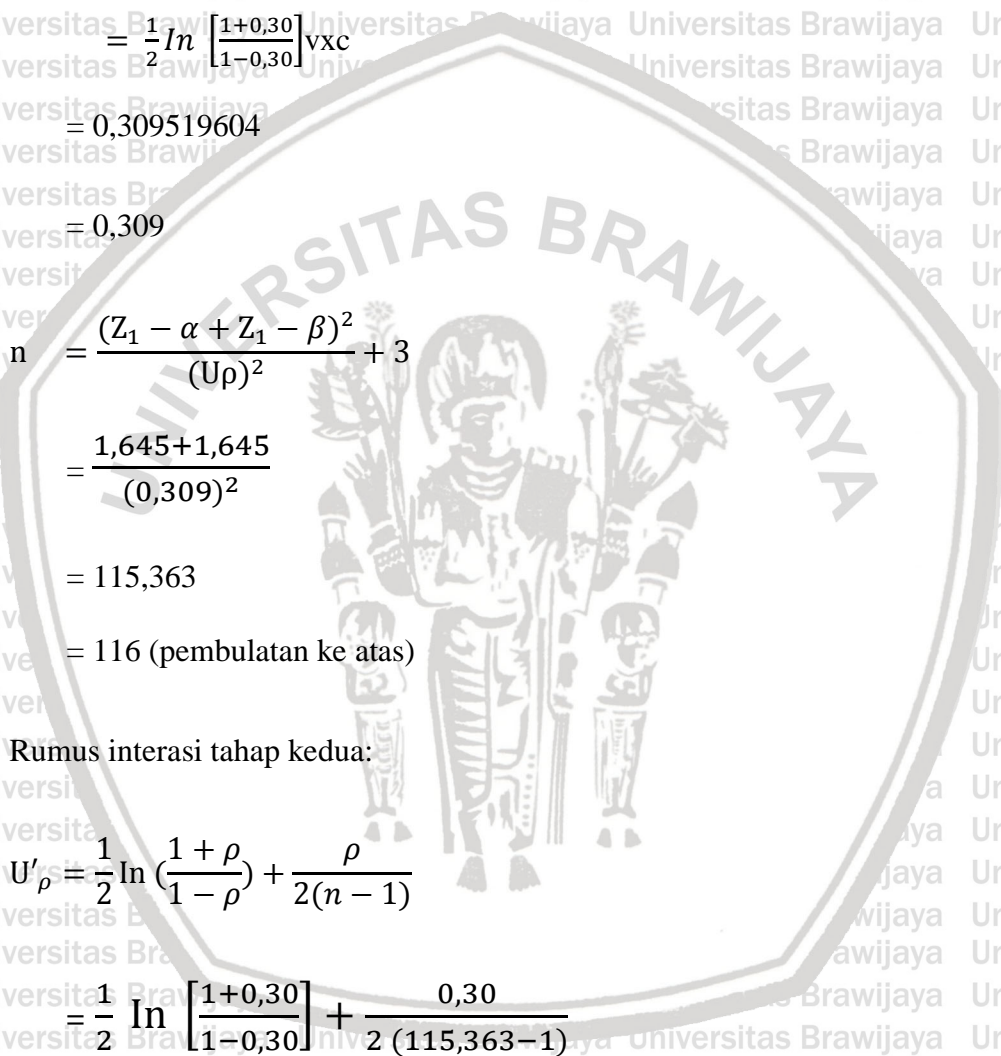 = 1/2 In [1+0,30 / 1−0,30]vxc
= 0,309519604
= 0,309
n = (Z₁ − α + Z₁ − β)² / (Uρ)² + 3
= 1,645+1,645 / (0,309)²
= 115,363
= 116 (pembulatan ke atas)
Rumus interasi tahap kedua:
U′ρ = 1/2 In (1 + ρ / 1 − ρ) + ρ / 2(n − 1)
= 1/2 In [1+0,30 / 1−0,30] + 0,30 / 2 (115,363−1)
UNIVERSITAS BRAWIJAYA